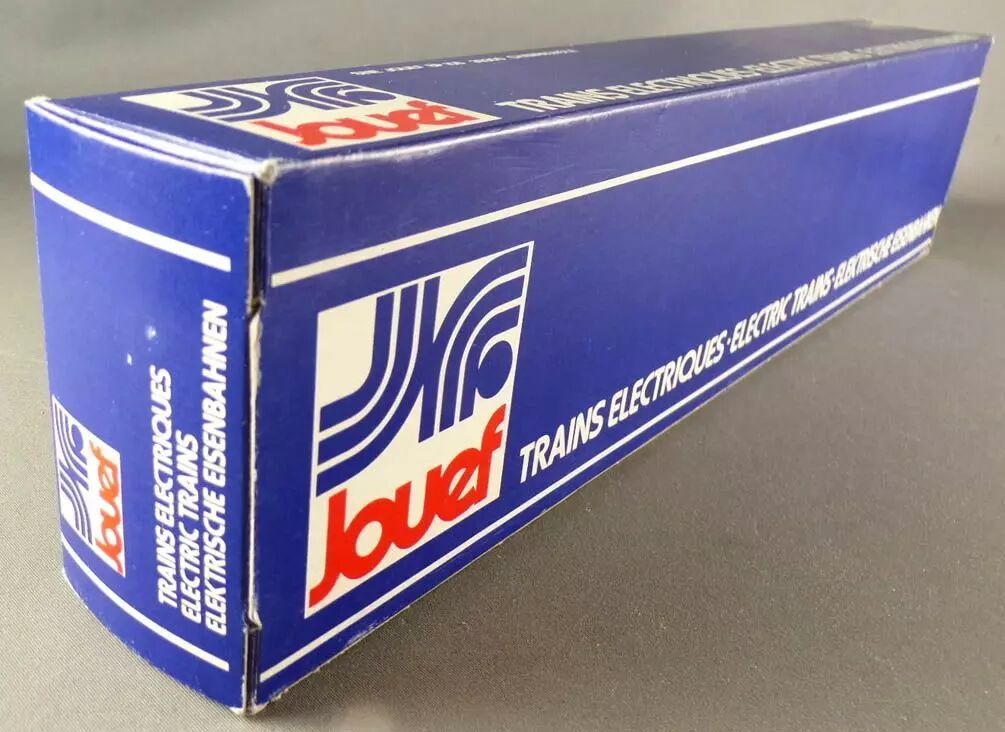 Jouef
TRAINS ELECTRIQUES·ELECTRIC TRAINS·
Jouef
TRAINS ELECTRIQUES·ELECTRIC TRAINS·ELEKTRISCHE EISENBAHNEN
Jouef
TRAINS ELECTRIQUES
ELECTRIC TRAINS
ELEKTRISCHE EISENBAHNEN